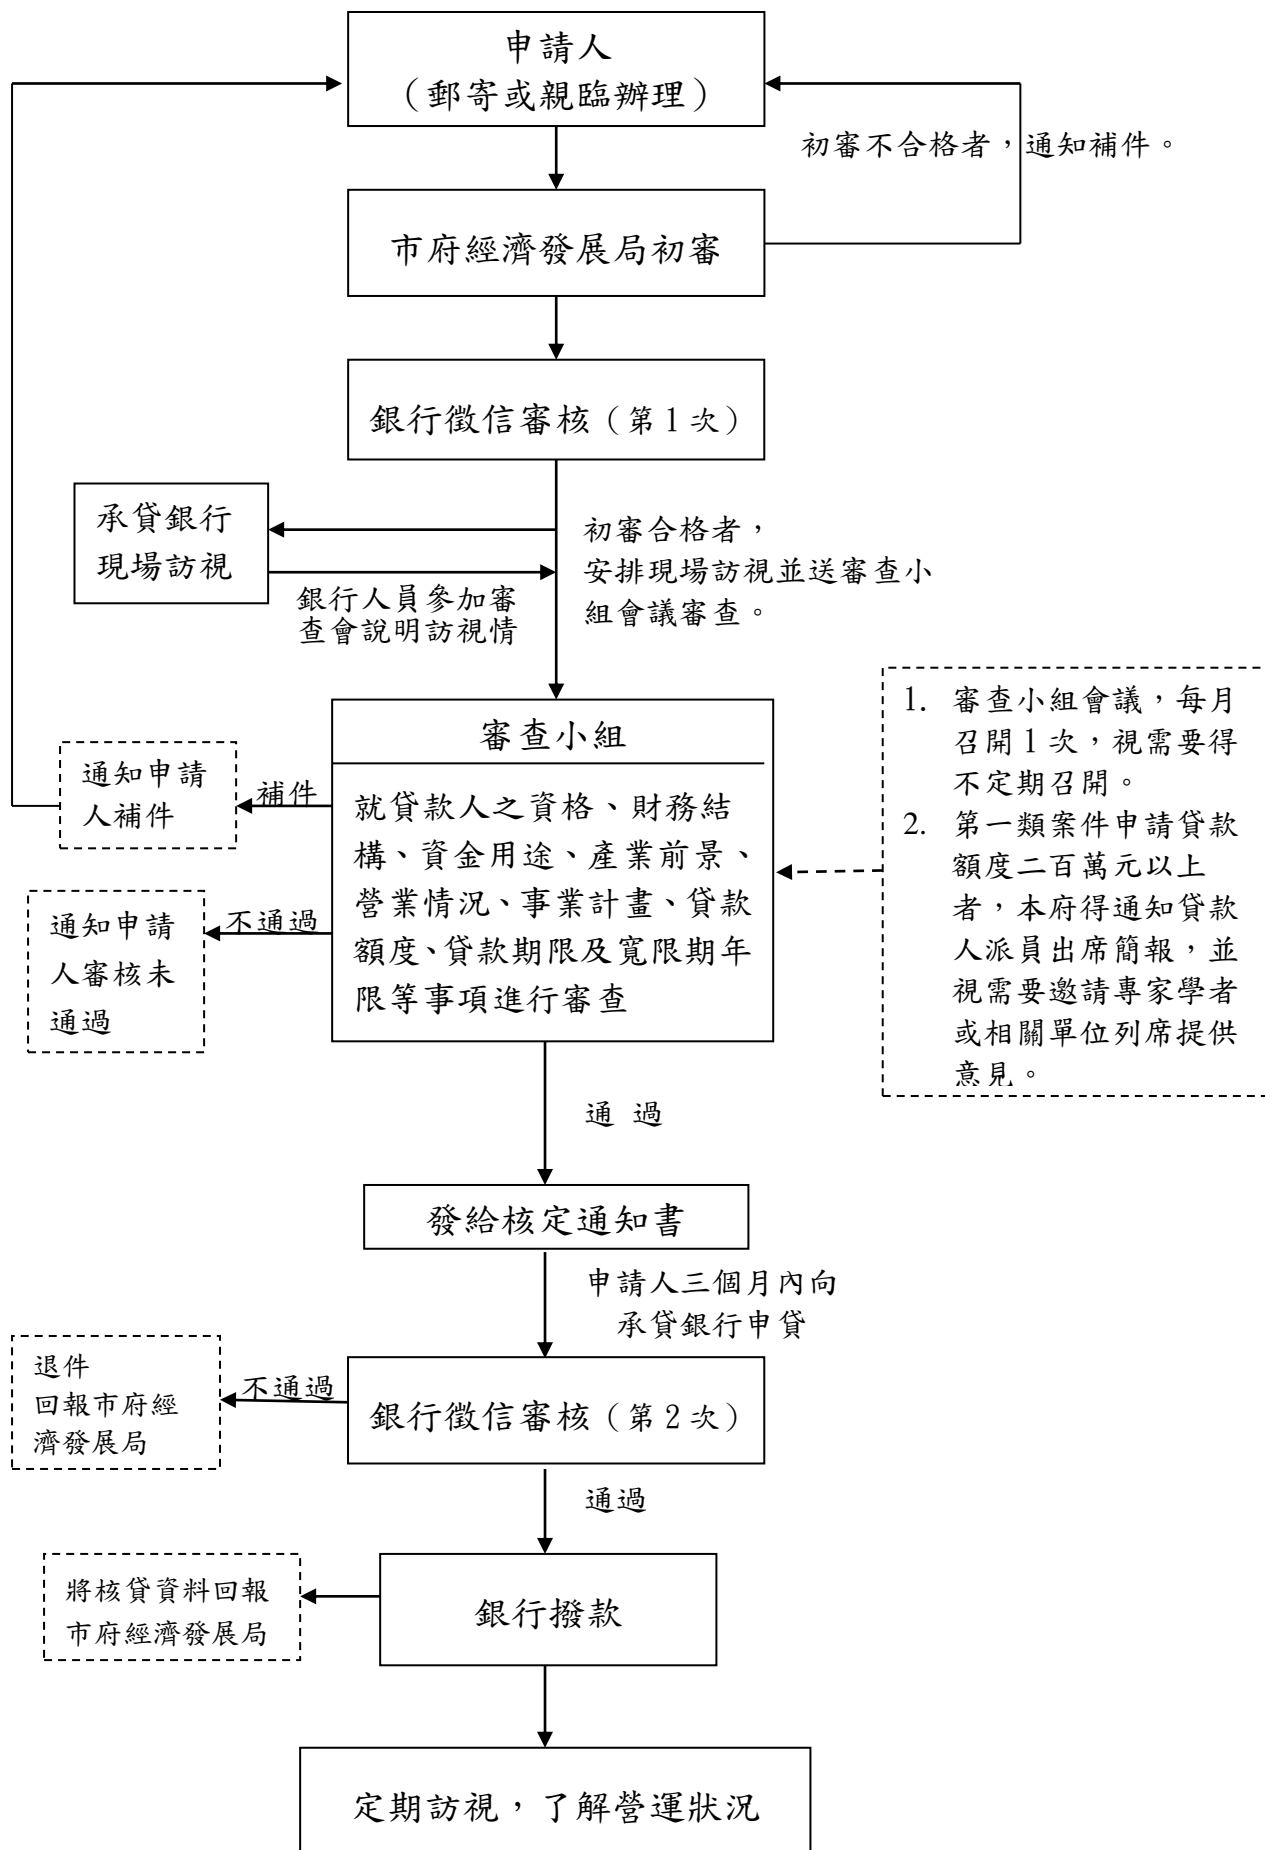 申請人
（郵寄或親臨辦理）
初審不合格者，通知補件。
市府經濟發展局初審
銀行徵信審核（第1次）
承貸銀行
現場訪視
初審合格者，
安排現場訪視並送審查小
組會議審查。
銀行人員參加審
查會說明訪視情
審查小組
就貸款人之資格、財務結
構、資金用途、產業前景、
營業情況、事業計畫、貸款
額度、貸款期限及寬限期年
限等事項進行審查
1. 審查小組會議，每月
召開1次，視需要得
不定期召開。
2. 第一類案件申請貸款
額度二百萬元以上
者，本府得通知貸款
人派員出席簡報，並
視需要邀請專家學者
或相關單位列席提供
意見。
補件
通知申請
人補件
不通過
通知申請
人審核未
通過
通 過
發給核定通知書
申請人三個月內向
承貸銀行申貸
銀行徵信審核（第2次）
不通過
退件
回報市府經
濟發展局
通過
銀行撥款
將核貸資料回報
市府經濟發展局
定期訪視，了解營運狀況